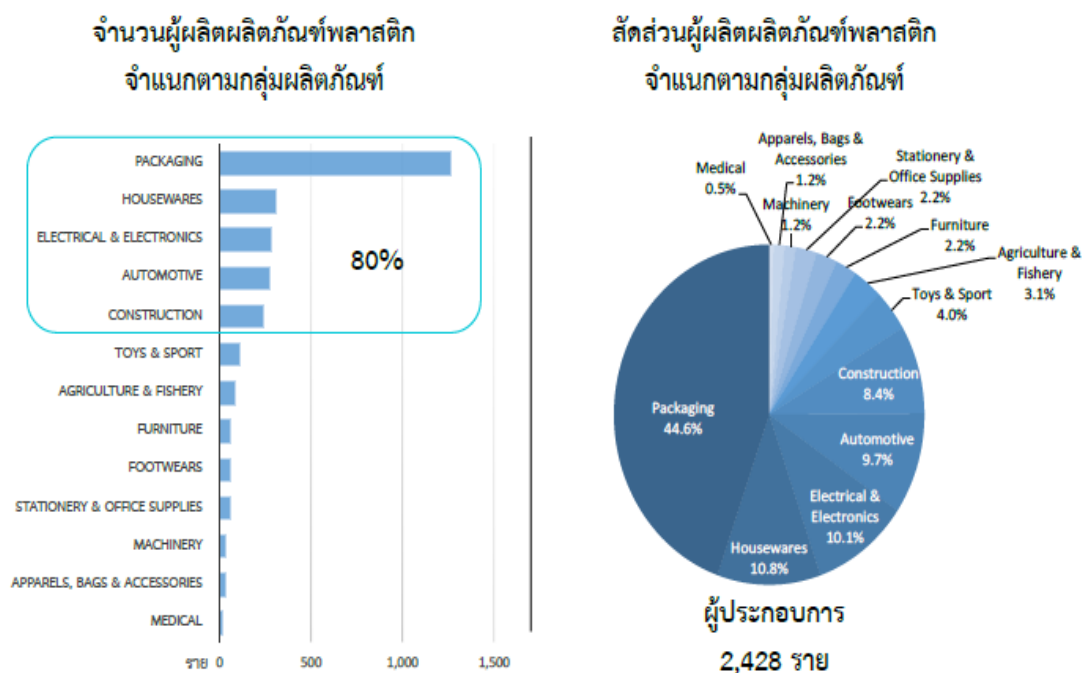 จำนวนผู้ผลิตผลิตภัณฑ์พลาสติก
จำแนกตามกลุ่มผลิตภัณฑ์
PACKAGING
HOUSEWARES
ELECTRICAL & ELECTRONICS
AUTOMOTIVE
CONSTRUCTION
TOYS & SPORT
AGRICULTURE & FISHERY
FURNITURE
FOOTWEARS
STATIONERY & OFFICE SUPPLIES
MACHINERY
APPARELS, BAGS & ACCESSORIES
MEDICAL
80%
ราย 0 500 1,000 1,500
สัดส่วนผู้ผลิตผลิตภัณฑ์พลาสติก
จำแนกตามกลุ่มผลิตภัณฑ์
Medical
0.5%
Apparels, Bags &
Accessories
1.2%
Machinery
1.2%
Stationery &
Office Supplies
2.2%
Footwears
2.2%
Furniture
2.2%
Agriculture &
Fishery
3.1%
Toys & Sport
4.0%
Construction
8.4%
Automotive
9.7%
Electrical &
Electronics
10.1%
Housewares
10.8%
Packaging
44.6%
ผู้ประกอบการ
2,428 ราย